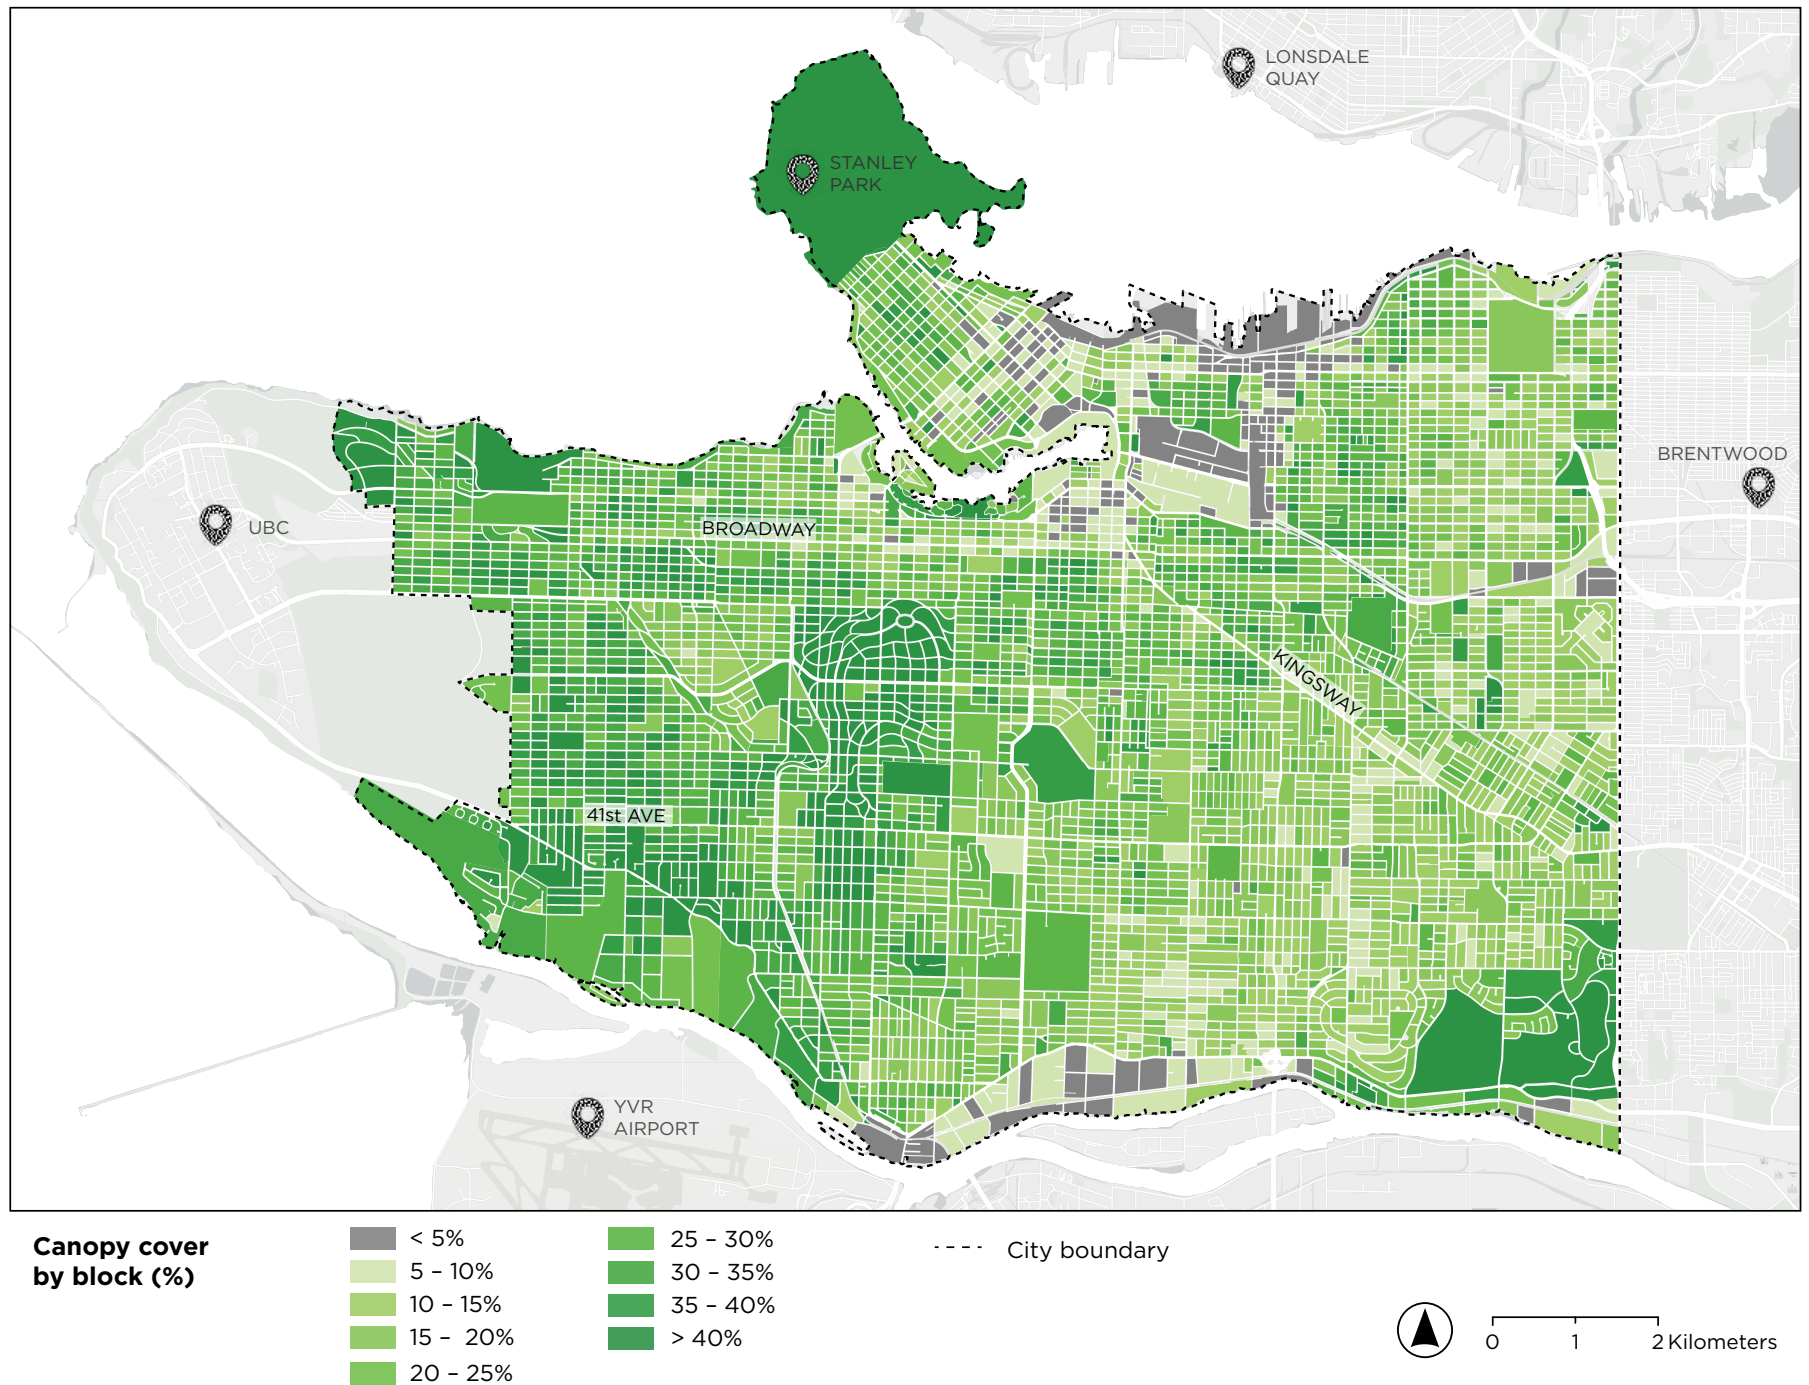 LONSDALE
QUAY
STANLEY
PARK
BRENTWOOD
UBC
BROADWAY
KINGSWAY
41st AVE
YVR
AIRPORT
Canopy cover
by block (%)
< 5%
5 – 10%
10 – 15%
15 –  20%
20 – 25%
25 – 30%
30 – 35%
35 – 40%
> 40%
City boundary
0 1 2 Kilometers